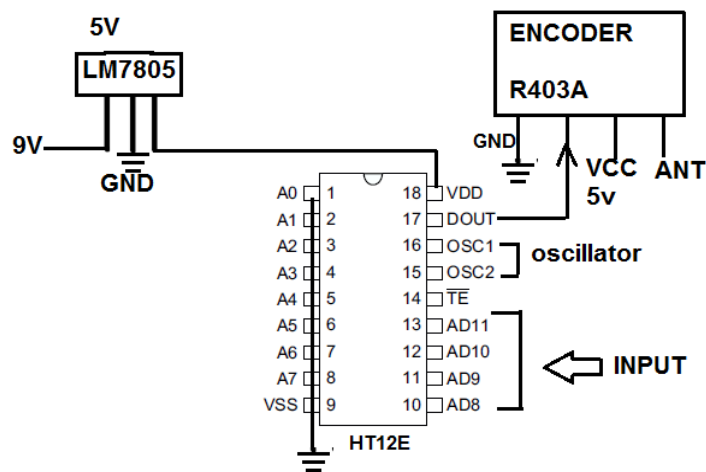 5V
LM7805
9V
GND
ENCODER
R403A
GND
VCC
5v
ANT
A0 1 18 VDD
A1 2 17 DOUT
A2 3 16 OSC1
A3 4 15 OSC2
oscillator
A4 5 14 TE
A5 6 13 AD11
A6 7 12 AD10
A7 8 11 AD9
VSS 9 10 AD8
INPUT
HT12E